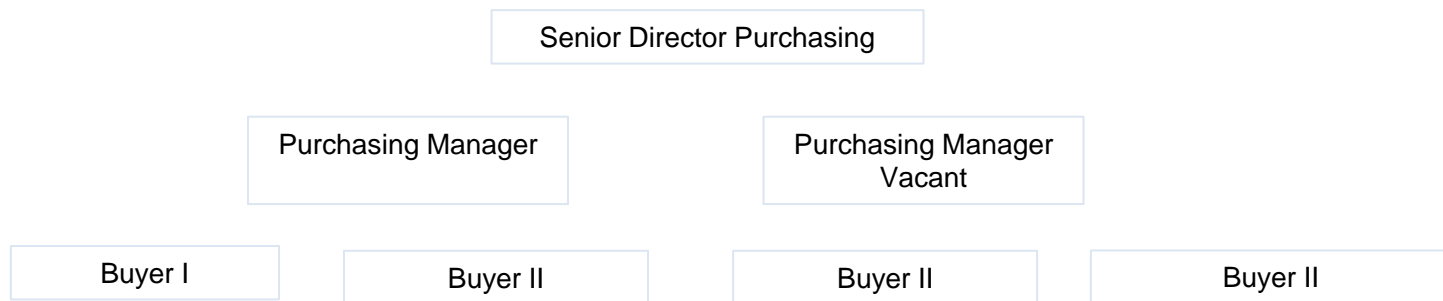 Senior Director Purchasing
Purchasing Manager
Purchasing Manager
Vacant
Buyer I
Buyer II
Buyer II
Buyer II